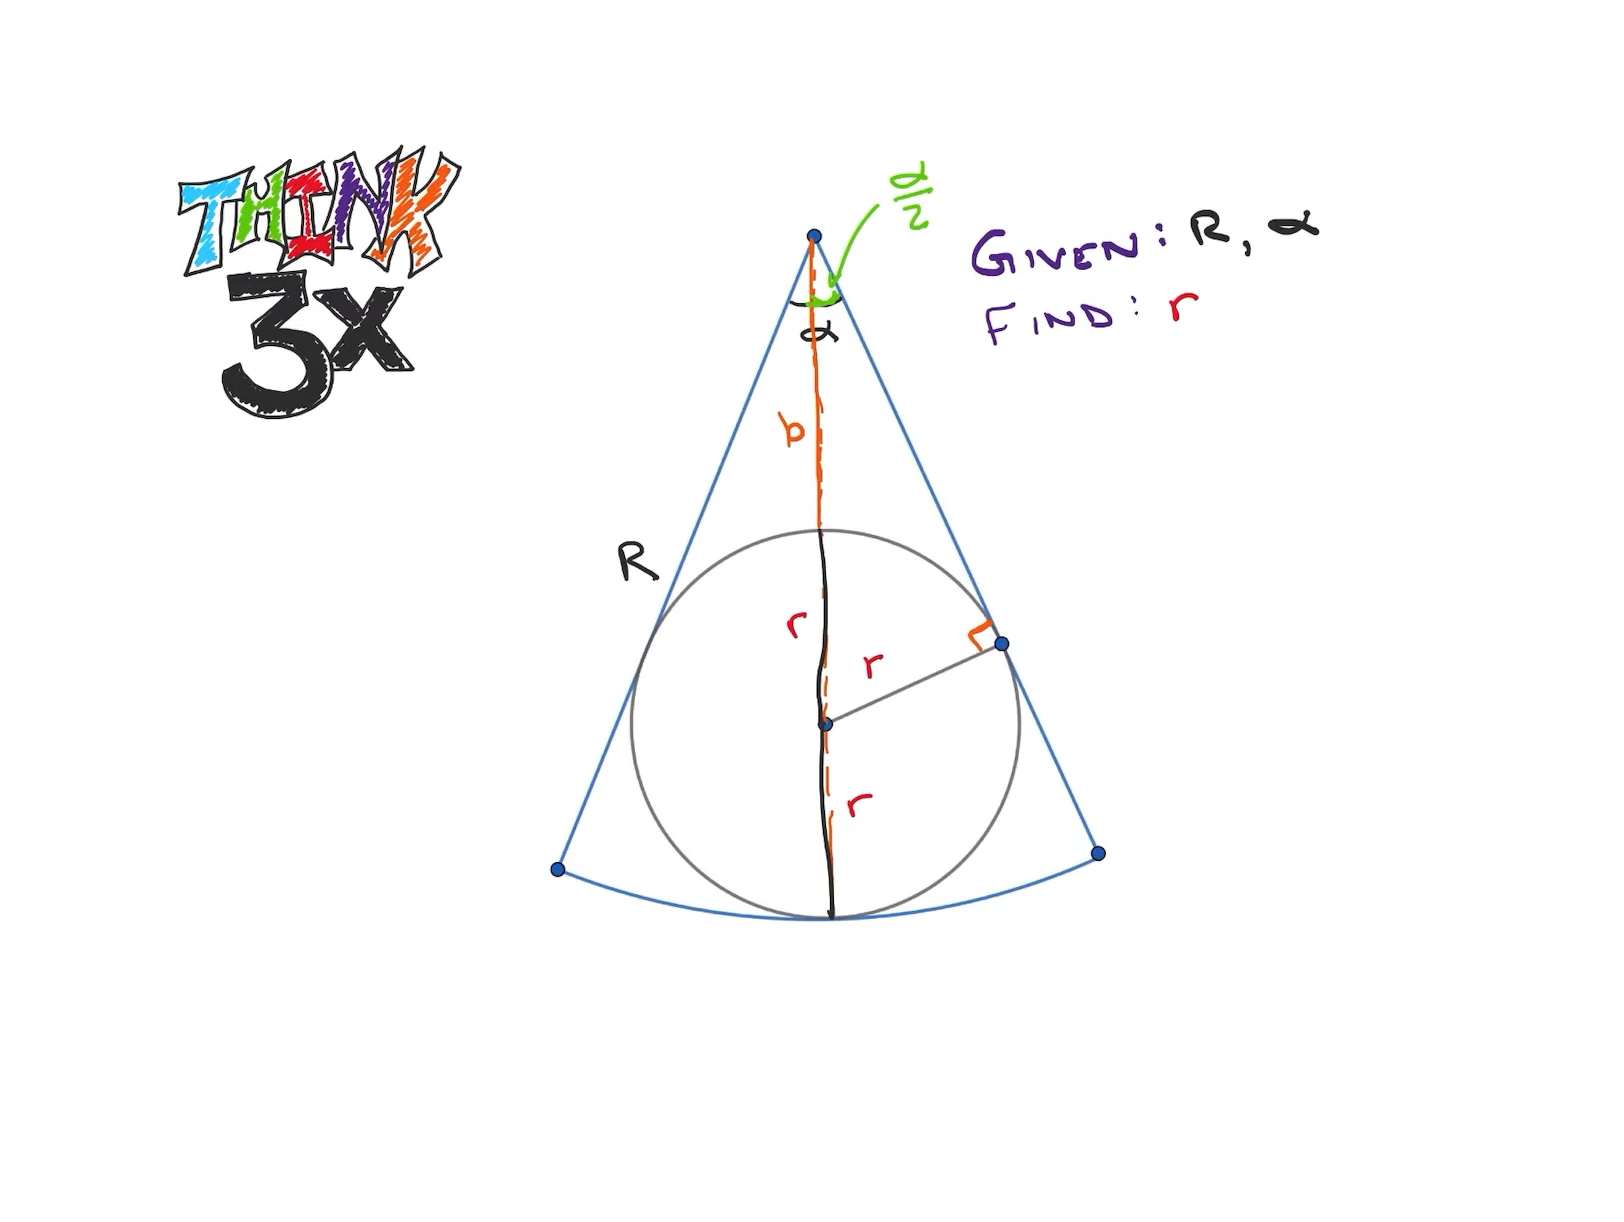 THINK
3x
α/2
GIVEN: R, α
FIND: r
α
b
R
r
r
r